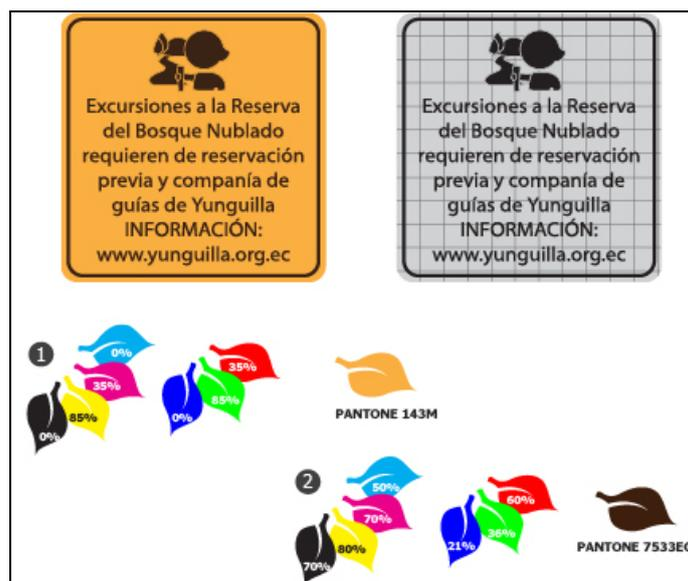 Excursiones a la Reserva
del Bosque Nublado
requieren de reservación
previa y companía de
guías de Yunguilla
INFORMACIÓN:
www.yunguilla.org.ec
Excursiones a la Reserva
del Bosque Nublado
requieren de reservación
previa y companía de
guías de Yunguilla
INFORMACIÓN:
www.yunguilla.org.ec
1
0%
35%
85%
0%
35%
85%
0%
PANTONE 143M
2
50%
70%
80%
70%
60%
36%
21%
PANTONE 7533EC